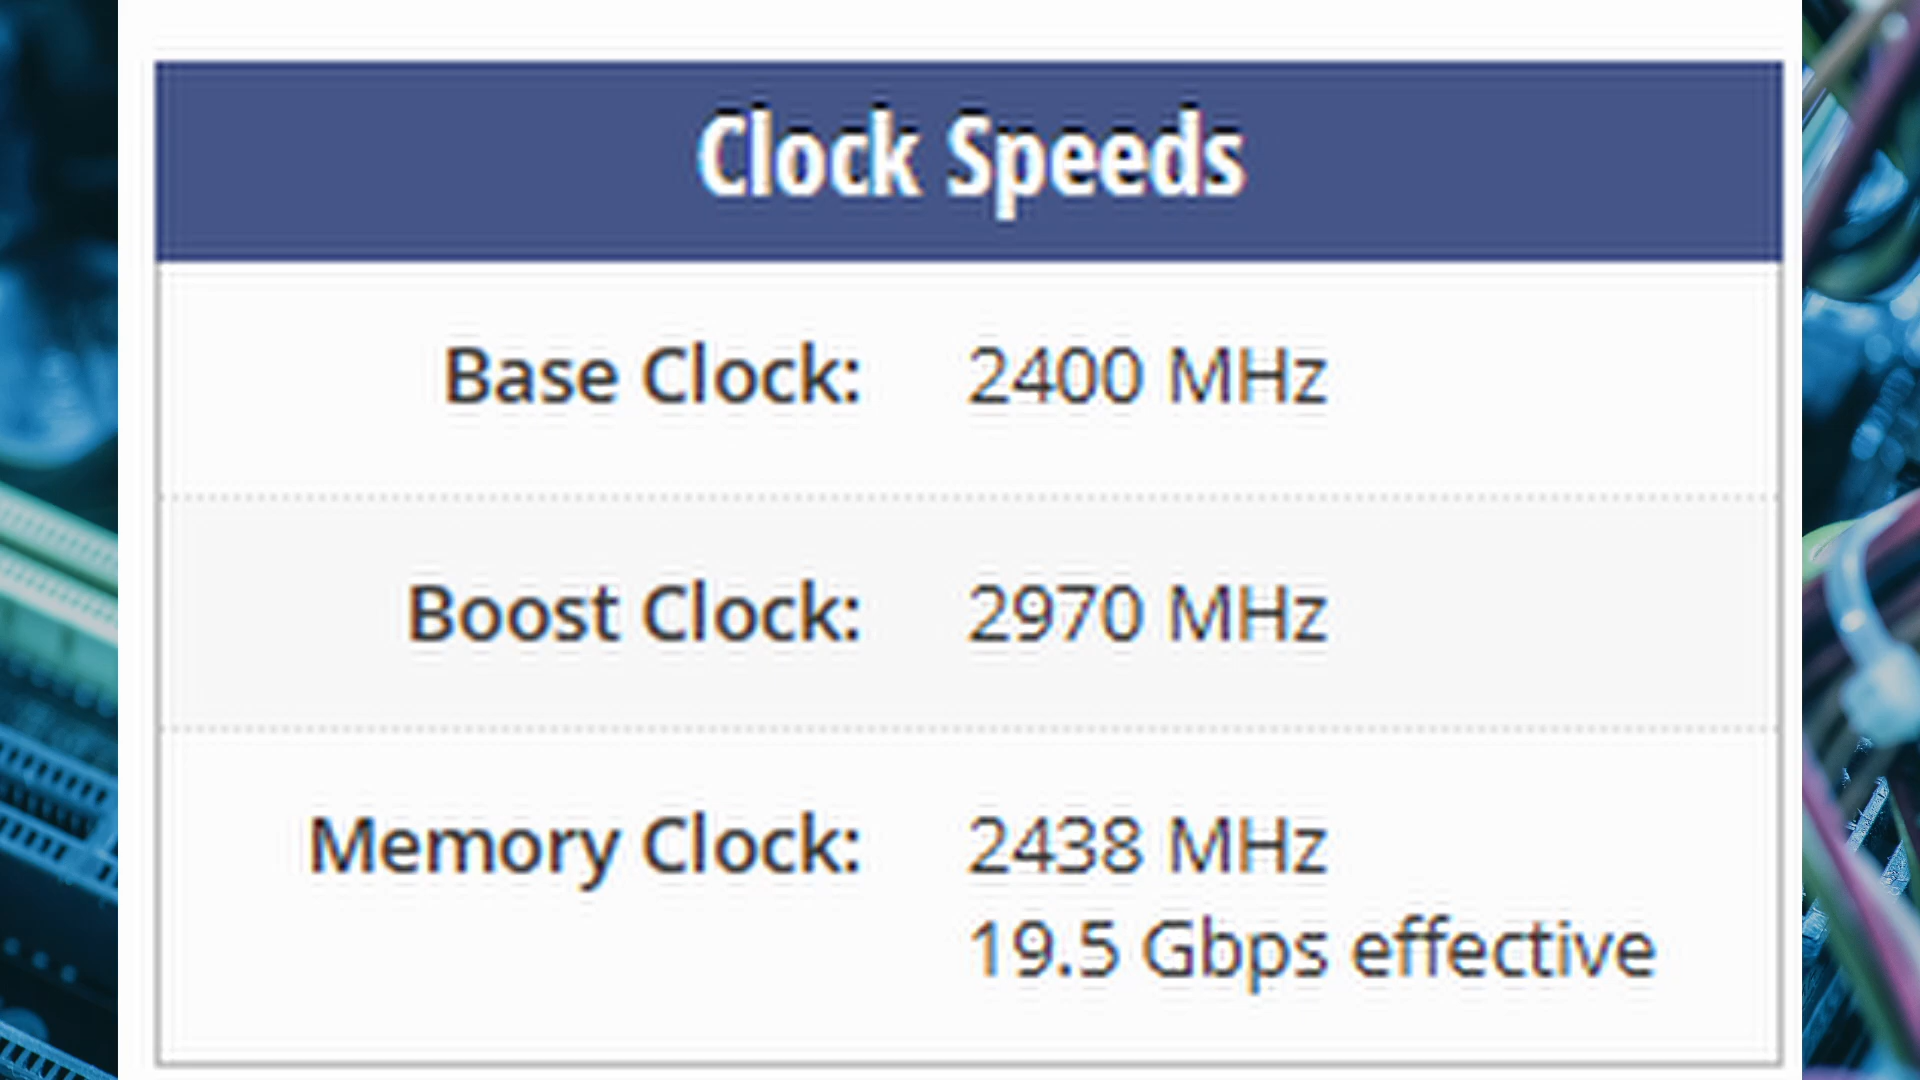 Clock Speeds
Base Clock: 2400 MHz
Boost Clock: 2970 MHz
Memory Clock: 2438 MHz
19.5 Gbps effective